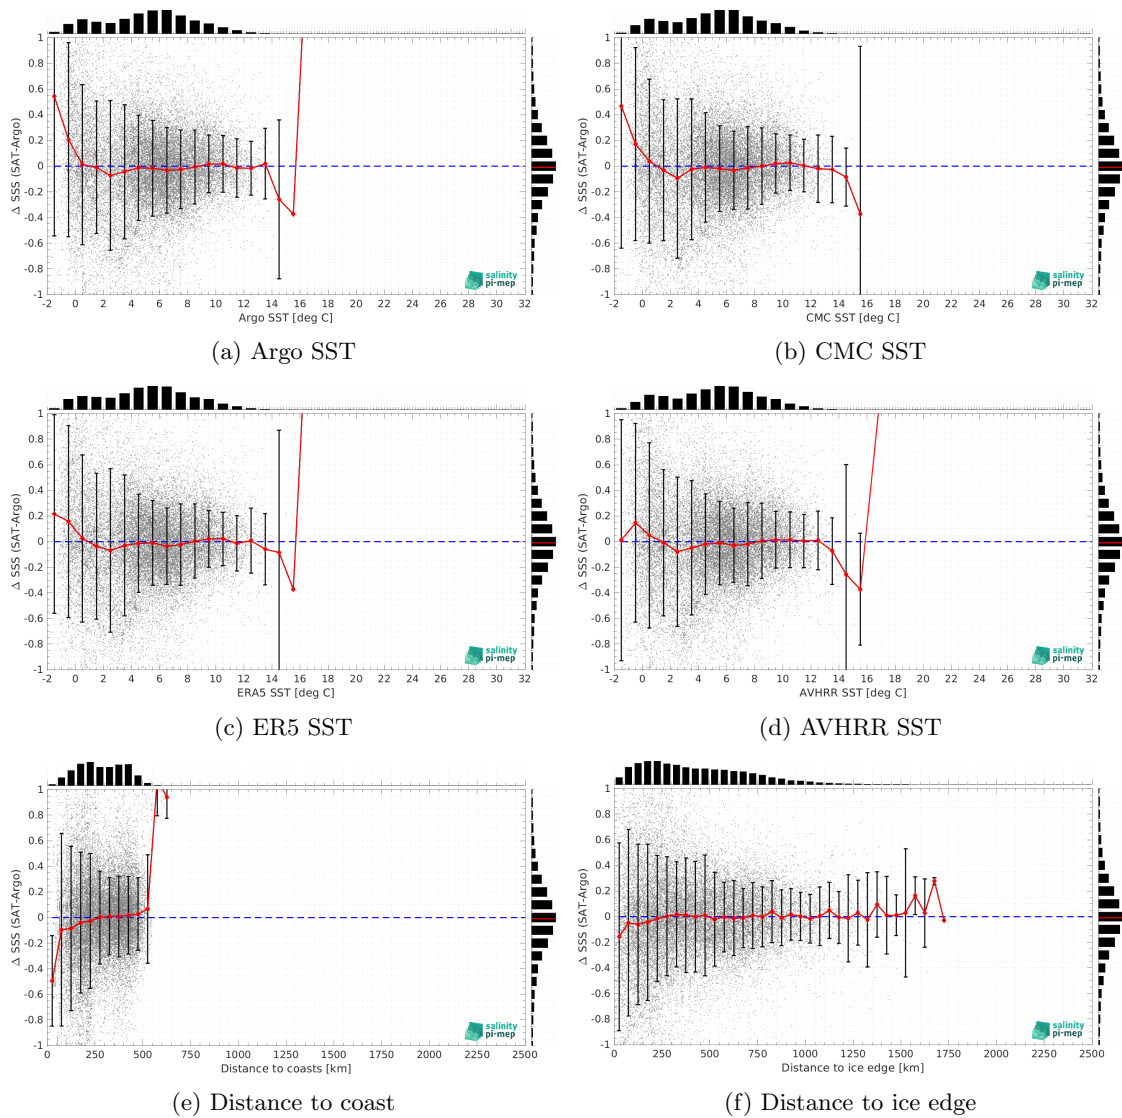 1
0.8
0.6
0.4
0.2
0
-0.2
-0.4
-0.6
-0.8
-1
Δ SSS (SAT-Argo)
-2 0 2 4 6 8 10 12 14 16 18 20 22 24 26 28 30 32
Argo SST [deg C]
salinity
pi-mep
(a) Argo SST
1
0.8
0.6
0.4
0.2
0
-0.2
-0.4
-0.6
-0.8
-1
Δ SSS (SAT-Argo)
-2 0 2 4 6 8 10 12 14 16 18 20 22 24 26 28 30 32
CMC SST [deg C]
salinity
pi-mep
(b) CMC SST
1
0.8
0.6
0.4
0.2
0
-0.2
-0.4
-0.6
-0.8
-1
Δ SSS (SAT-Argo)
-2 0 2 4 6 8 10 12 14 16 18 20 22 24 26 28 30 32
ERA5 SST [deg C]
salinity
pi-mep
(c) ER5 SST
1
0.8
0.6
0.4
0.2
0
-0.2
-0.4
-0.6
-0.8
-1
Δ SSS (SAT-Argo)
-2 0 2 4 6 8 10 12 14 16 18 20 22 24 26 28 30 32
AVHRR SST [deg C]
salinity
pi-mep
(d) AVHRR SST
1
0.8
0.6
0.4
0.2
0
-0.2
-0.4
-0.6
-0.8
-1
Δ SSS (SAT-Argo)
0 250 500 750 1000 1250 1500 1750 2000 2250 2500
Distance to coasts [km]
salinity
pi-mep
(e) Distance to coast
1
0.8
0.6
0.4
0.2
0
-0.2
-0.4
-0.6
-0.8
-1
Δ SSS (SAT-Argo)
0 250 500 750 1000 1250 1500 1750 2000 2250 2500
Distance to ice edge [km]
salinity
pi-mep
(f) Distance to ice edge